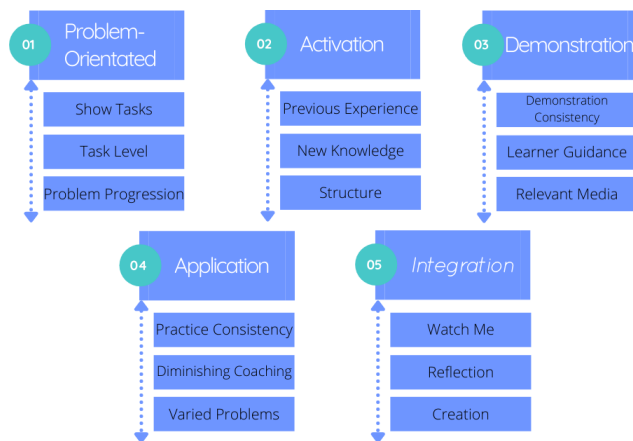 01
Problem-
Orientated
Show Tasks
Task Level
Problem Progression
02
Activation
Previous Experience
New Knowledge
Structure
03
Demonstration
Demonstration
Consistency
Learner Guidance
Relevant Media
04
Application
Practice Consistency
Diminishing Coaching
Varied Problems
05
Integration
Watch Me
Reflection
Creation